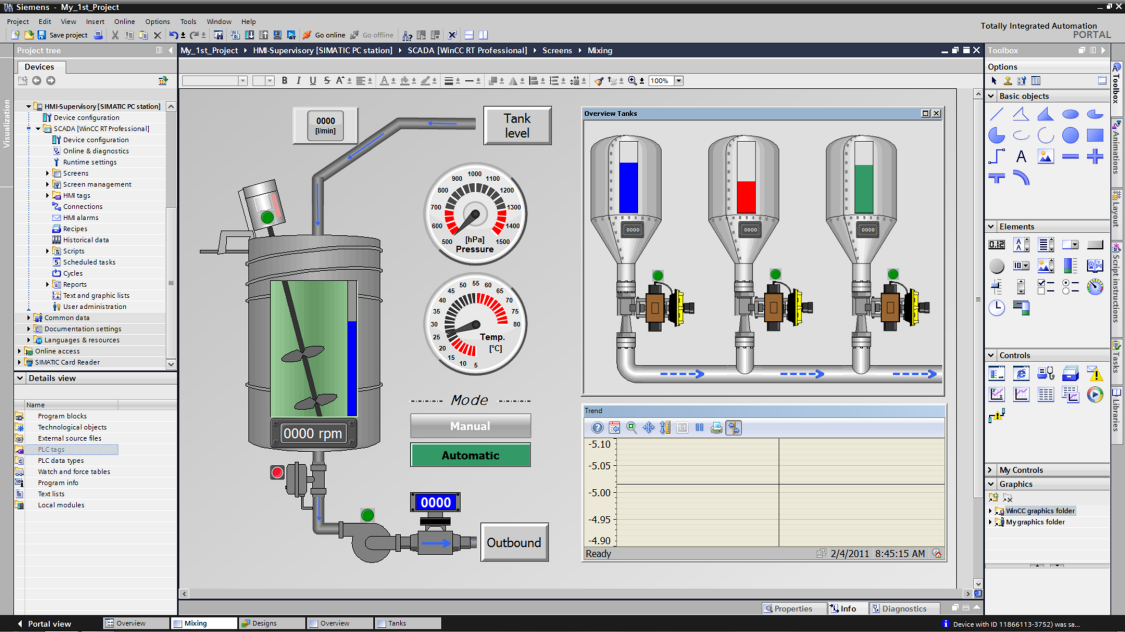 Siemens - My_1st_Project
Project Edit View Insert Online Options Tools Window Help
Totally Integrated Automation
PORTAL
Save project
Go online
Go offline
Project tree
My_1st_Project
HMI-Supervisory [SIMATIC PC station]
SCADA [WinCC RT Professional]
Screens
Mixing
Toolbox
Devices
Options
100%
Visualization
HMI-Supervisory [SIMATIC PC station]
Device configuration
SCADA [WinCC RT Professional]
Device configuration
Online & diagnostics
Runtime settings
Screens
Screen management
HMI tags
Connections
HMI alarms
Recipes
Historical data
Scripts
Scheduled tasks
Cycles
Reports
Text and graphic lists
User administration
Common data
Documentation settings
Languages & resources
Online access
SIMATIC Card Reader
Details view
Name
Program blocks
Technological objects
External source files
PLC tags
PLC data types
Watch and force tables
Program info
Text lists
Local modules
0000
[l/min]
Tank
level
500 600 700 800 900 1000 1100 1200 1300 1400 1500
[hPa]
Pressure
5 10 15 20 25 30 35 40 45 50 55 60 65 70 75 80
Temp.
[°C]
Mode
Manual
Automatic
0000 rpm
0000
Outbound
Overview Tanks
0000
0000
0000
Trend
-5.10
-5.05
-5.00
-4.95
-4.90
Ready
2/4/2011 8:45:15 AM
Basic objects
A
Elements
Controls
My Controls
Graphics
WinCC graphics folder
My graphics folder
Toolbox
Animations
Layout
Script instructions
Tasks
Libraries
Properties
Info
Diagnostics
Portal view
Overview
Mixing
Designs
Overview
Tanks
Device with ID 11866113-3752) was sa...